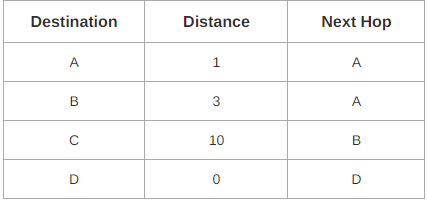 Destination Distance Next Hop
A 1 A
B 3 A
C 10 B
D 0 D